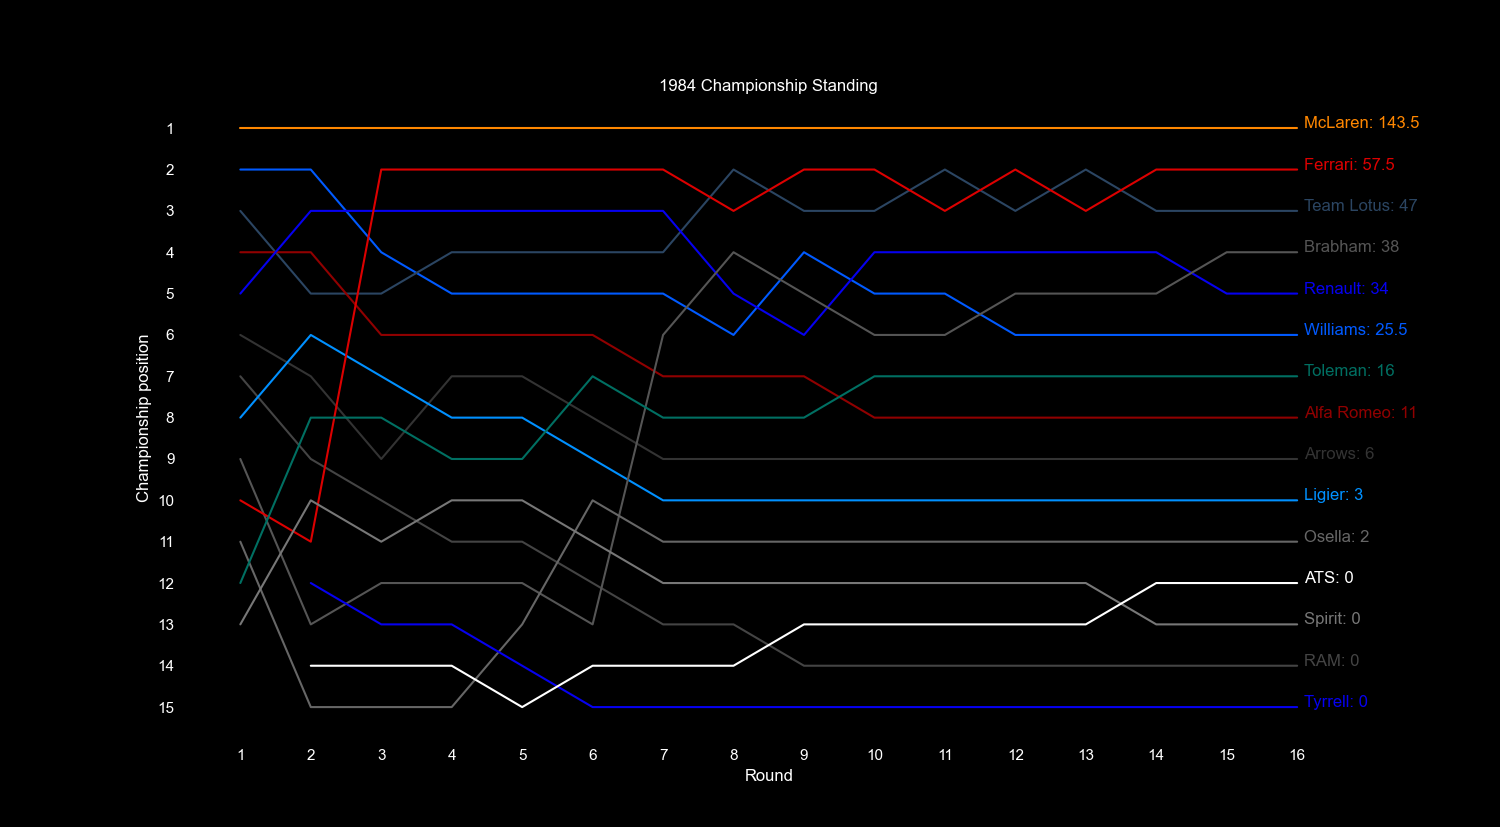 1984 Championship Standing
Championship position
1
2
3
4
5
6
7
8
9
10
11
12
13
14
15
McLaren: 143.5
Ferrari: 57.5
Team Lotus: 47
Brabham: 38
Renault: 34
Williams: 25.5
Toleman: 16
Alfa Romeo: 11
Arrows: 6
Ligier: 3
Osella: 2
ATS: 0
Spirit: 0
RAM: 0
Tyrrell: 0
1 2 3 4 5 6 7 8 9 10 11 12 13 14 15 16
Round